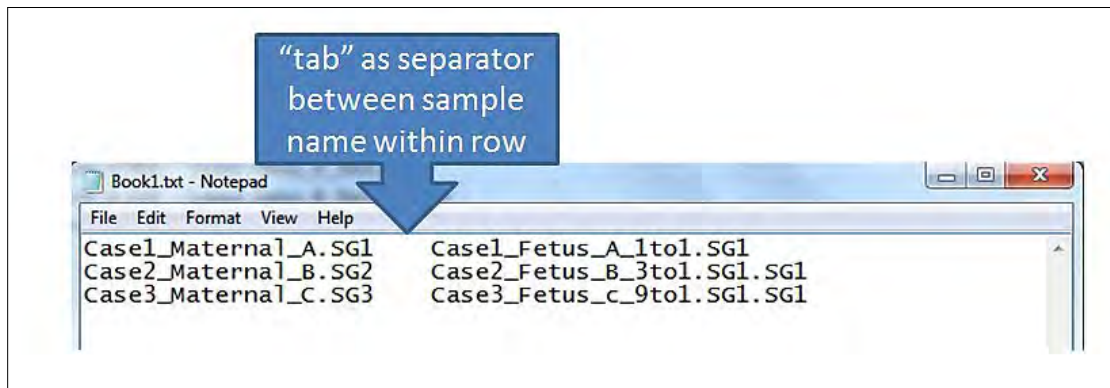 “tab” as separator
between sample
name within row
Book1.txt - Notepad
File Edit Format View Help
Case1_Maternal_A.SG1 Case1_Fetus_A_1to1.SG1
Case2_Maternal_B.SG2 Case2_Fetus_B_3to1.SG1.SG1
Case3_Maternal_C.SG3 Case3_Fetus_c_9to1.SG1.SG1